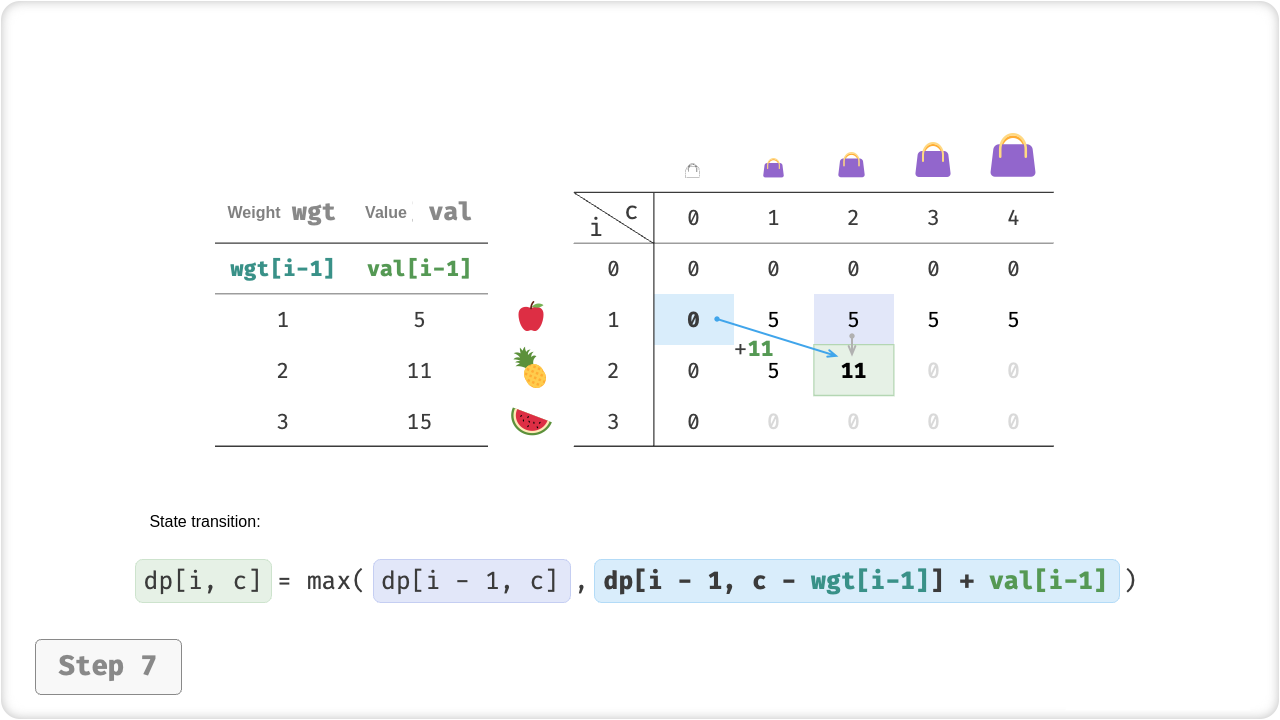 Weight wgt Value val
wgt[i-1] val[i-1]
1 5
2 11
3 15
c
i
0 1 2 3 4
0 0 0 0 0 0
1 0 5 5 5 5
+11
2 0 5 11 0 0
3 0 0 0 0 0
State transition:
dp[i, c] = max( dp[i - 1, c] , dp[i - 1, c - wgt[i-1]] + val[i-1] )
Step 7